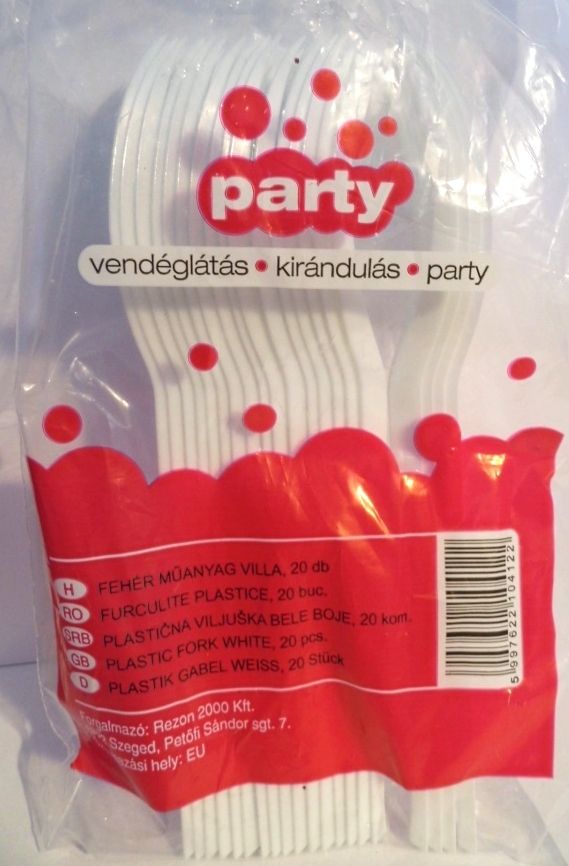 party
vendéglátás • kirándulás • party
H FEHÉR MŰANYAG VILLA, 20 db
RO FURCULITE PLASTICE, 20 buc.
SRB PLASTIČNA VILJUŠKA BELE BOJE, 20 kom.
GB PLASTIC FORK WHITE, 20 pcs.
D PLASTIK GABEL WEISS, 20 Stück
Forgalmazó: Rezon 2000 Kft.
Szeged, Petőfi Sándor sgt. 7.
hely: EU
5 997622 104122